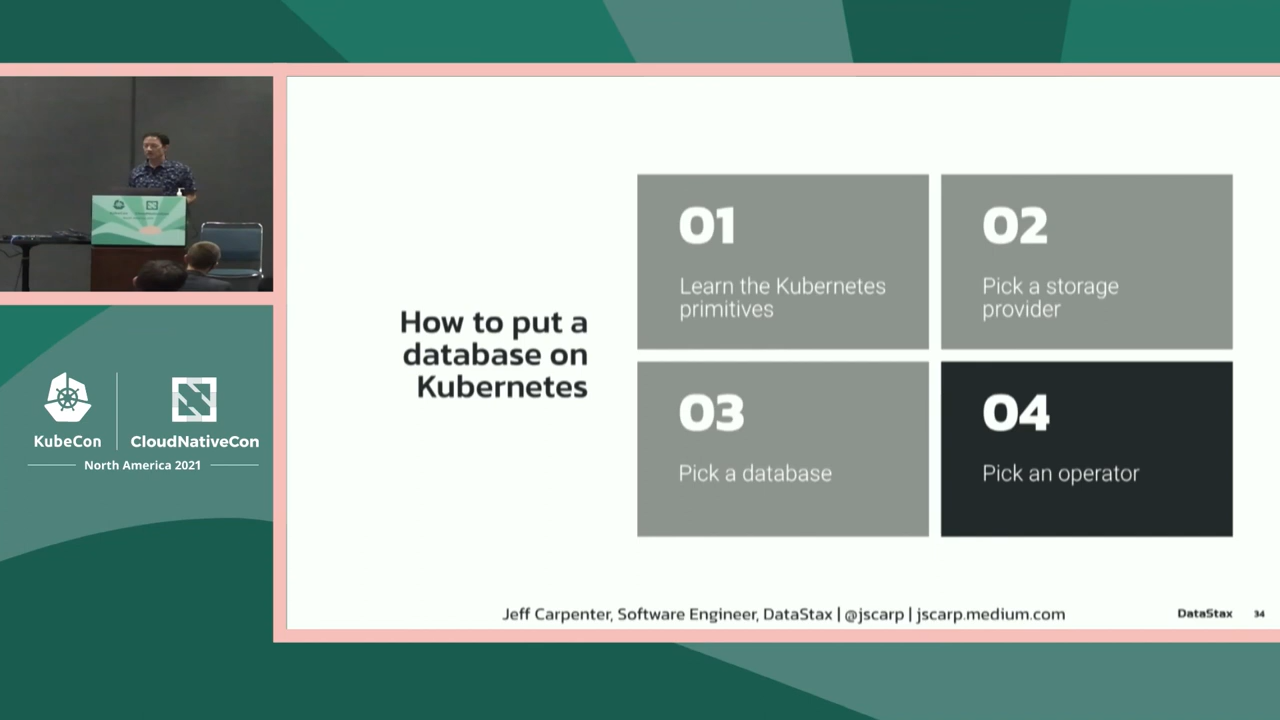 How to put a
database on
Kubernetes
01
Learn the Kubernetes
primitives
02
Pick a storage
provider
03
Pick a database
04
Pick an operator
Jeff Carpenter, Software Engineer, DataStax | @jscarp | jscarp.medium.com
DataStax 34
KubeCon
CloudNativeCon
North America 2021